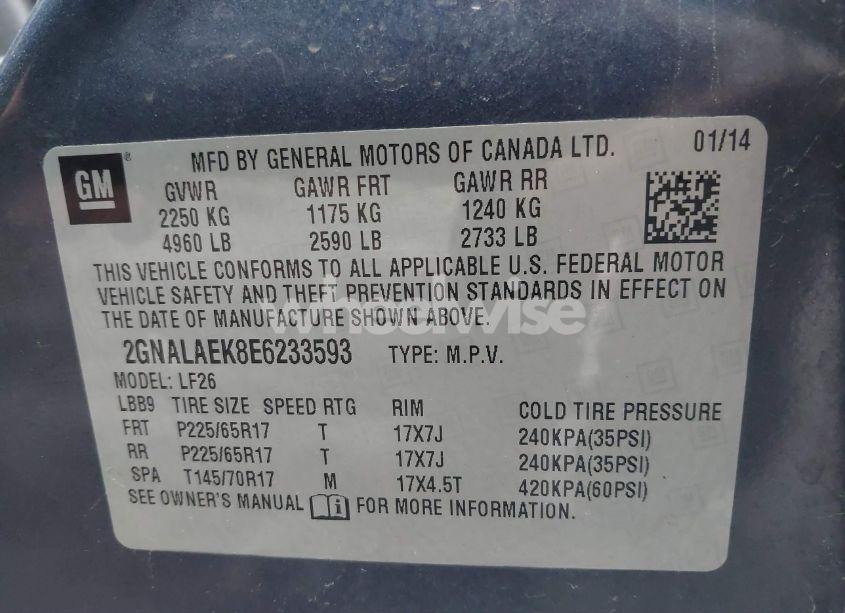 GM ®
MFD BY GENERAL MOTORS OF CANADA LTD. 01/14
GVWR GAWR FRT GAWR RR
2250 KG 1175 KG 1240 KG
4960 LB 2590 LB 2733 LB
THIS VEHICLE CONFORMS TO ALL APPLICABLE U.S. FEDERAL MOTOR
VEHICLE SAFETY AND THEFT PREVENTION STANDARDS IN EFFECT ON
THE DATE OF MANUFACTURE SHOWN ABOVE.
wheelwise
2GNALAEK8E6233593 TYPE: M.P.V.
MODEL: LF26
LBB9 TIRE SIZE SPEED RTG RIM COLD TIRE PRESSURE
FRT P225/65R17 T 17X7J 240KPA(35PSI)
RR P225/65R17 T 17X7J 240KPA(35PSI)
SPA T145/70R17 M 17X4.5T 420KPA(60PSI)
SEE OWNER'S MANUAL i FOR MORE INFORMATION.